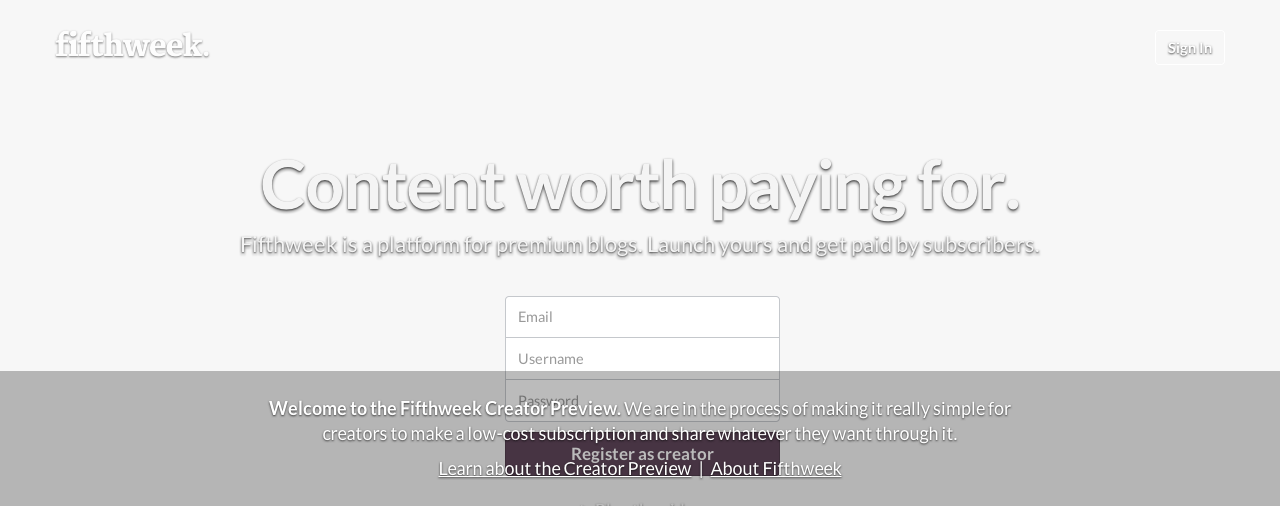 fifthweek.
Sign In
Content worth paying for.
Fifthweek is a platform for premium blogs. Launch yours and get paid by subscribers.
Email
Username
Password
Welcome to the Fifthweek Creator Preview. We are in the process of making it really simple for
creators to make a low-cost subscription and share whatever they want through it.
Register as creator
Learn about the Creator Preview | About Fifthweek